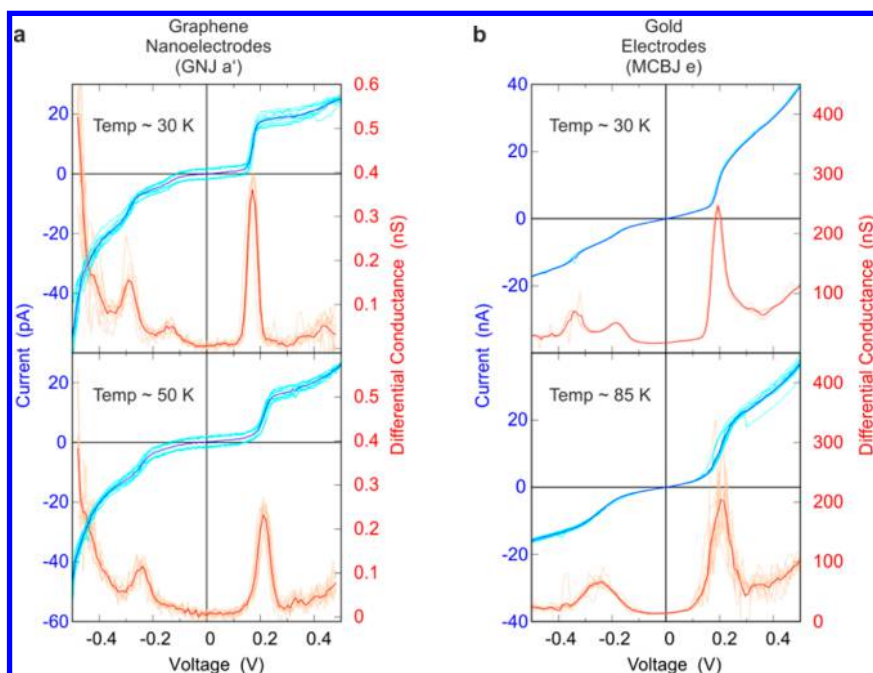 a
Graphene
Nanoelectrodes
(GNJ a')
b
Gold
Electrodes
(MCBJ e)
Temp ~ 30 K
20
0
-20
-40
0.6
0.5
0.4
0.3
0.2
0.1
Temp ~ 30 K
40
20
0
-20
400
300
200
100
Current (pA)
Differential Conductance (nS)
Current (nA)
Differential Conductance (nS)
Temp ~ 50 K
20
0
-20
-40
-60
0.5
0.4
0.3
0.2
0.1
0
Temp ~ 85 K
20
0
-20
-40
400
300
200
100
0
-0.4 -0.2 0 0.2 0.4
Voltage (V)
-0.4 -0.2 0 0.2 0.4
Voltage (V)